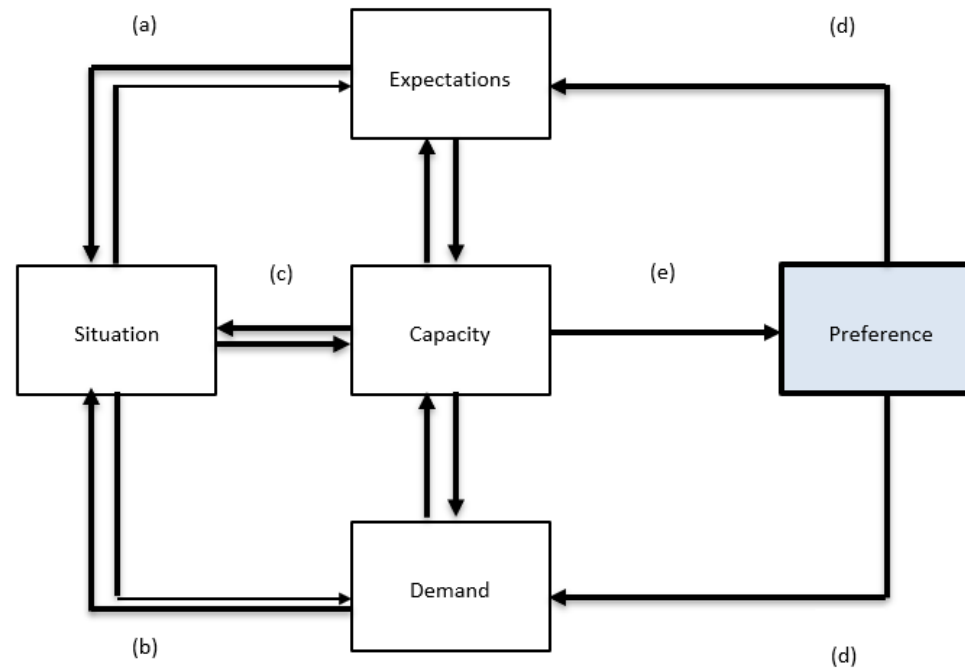 (a)
(d)
Expectations
(c)
(e)
Situation
Capacity
Preference
Demand
(b)
(d)